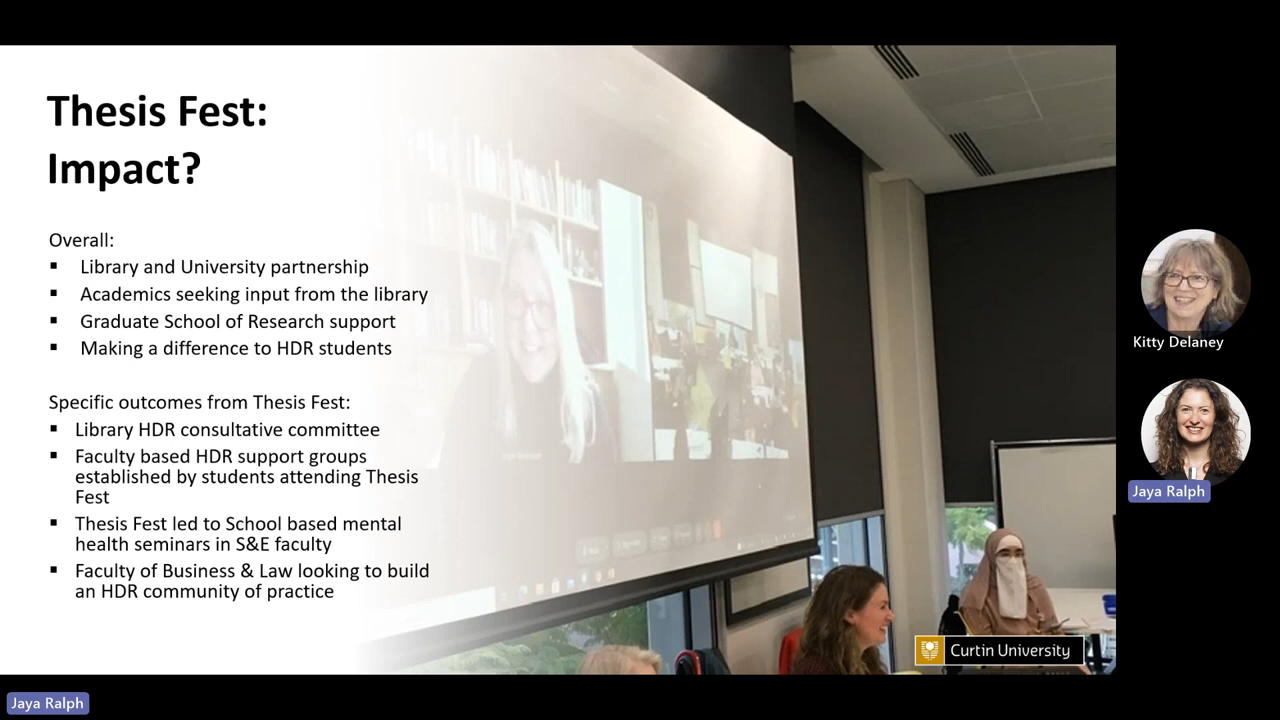 Thesis Fest:
Impact?
Overall:
▪ Library and University partnership
▪ Academics seeking input from the library
▪ Graduate School of Research support
▪ Making a difference to HDR students
Specific outcomes from Thesis Fest:
▪ Library HDR consultative committee
▪ Faculty based HDR support groups
established by students attending Thesis
Fest
▪ Thesis Fest led to School based mental
health seminars in S&E faculty
▪ Faculty of Business & Law looking to build
an HDR community of practice
Curtin University
Kitty Delaney
Jaya Ralph
Jaya Ralph